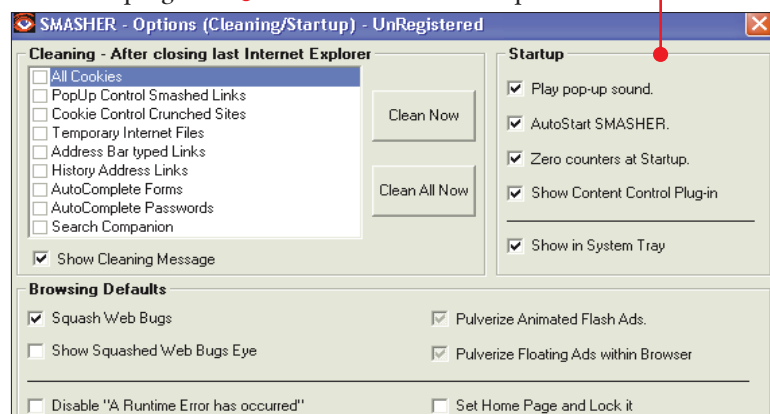 SMASHER - Options (Cleaning/Startup) - UnRegistered
Cleaning - After closing last Internet Explorer
All Cookies
PopUp Control Smashed Links
Cookie Control Crunched Sites
Temporary Internet Files
Address Bar typed Links
History Address Links
AutoComplete Forms
AutoComplete Passwords
Search Companion
Clean Now
Clean All Now
Show Cleaning Message
Startup
Play pop-up sound.
AutoStart SMASHER.
Zero counters at Startup.
Show Content Control Plug-in
Show in System Tray
Browsing Defaults
Squash Web Bugs
Pulverize Animated Flash Ads.
Show Squashed Web Bugs Eye
Pulverize Floating Ads within Browser
Disable "A Runtime Error has occurred"
Set Home Page and Lock it